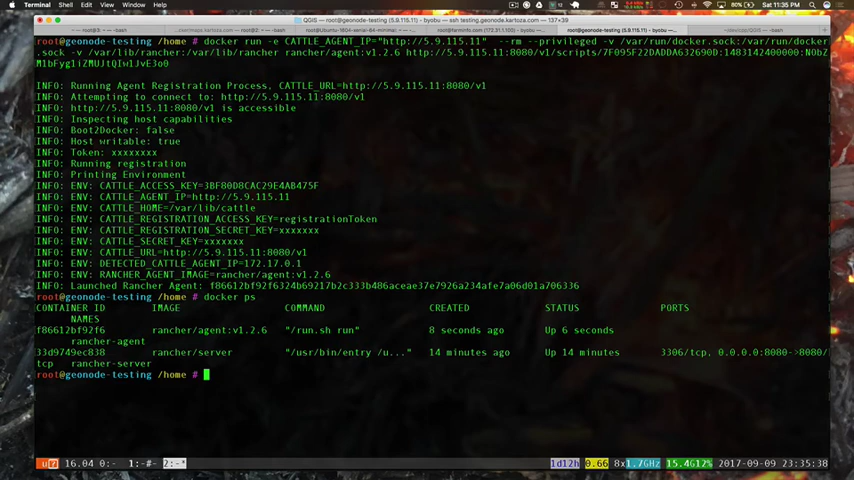 Terminal Shell Edit View Window Help
80% Sat 11:35 PM
QGIS
root@geonode-testing (5.9.115.11) - byobu — ssh testing.geonode.kartoza.com — 137×39
root@geonode-testing /home # docker run -e CATTLE_AGENT_IP="http://5.9.115.11" --rm --privileged -v /var/run/docker.sock:/var/run/docker
.sock -v /var/lib/rancher:/var/lib/rancher rancher/agent:v1.2.6 http://5.9.115.11:8080/v1/scripts/
INFO: Running Agent Registration Process, CATTLE_URL=http://5.9.115.11:8080/v1
INFO: Attempting to connect to: http://5.9.115.11:8080/v1
INFO: http://5.9.115.11:8080/v1 is accessible
INFO: Inspecting host capabilities
INFO: Boot2Docker: false
INFO: Host writable: true
INFO: Token: xxxxxxxx
INFO: Running registration
INFO: Printing Environment
INFO: ENV: CATTLE_ACCESS_KEY=3BF80D8CAC29E4AB475F
INFO: ENV: CATTLE_AGENT_IP=http://5.9.115.11
INFO: ENV: CATTLE_HOME=/var/lib/cattle
INFO: ENV: CATTLE_REGISTRATION_ACCESS_KEY=registrationToken
INFO: ENV: CATTLE_REGISTRATION_SECRET_KEY=xxxxxxx
INFO: ENV: CATTLE_SECRET_KEY=xxxxxxx
INFO: ENV: CATTLE_URL=http://5.9.115.11:8080/v1
INFO: ENV: DETECTED_CATTLE_AGENT_IP=172.17.0.1
INFO: ENV: RANCHER_AGENT_IMAGE=rancher/agent:v1.2.6
INFO: Launched Rancher Agent: f86612bf92f6324b69217b2c333b486aceae37e7926a234afe7a06d01a706336
root@geonode-testing /home # docker ps
CONTAINER ID IMAGE COMMAND CREATED STATUS PORTS
NAMES
f86612bf92f6 rancher/agent:v1.2.6 "/run.sh run" 8 seconds ago Up 6 seconds
rancher-agent
33d9749ec838 rancher/server "/usr/bin/entry /u..." 14 minutes ago Up 14 minutes 3306/tcp, 0.0.0.0:8080->8080/
tcp rancher-server
root@geonode-testing /home #
16.04 0:- 1:-#- 2:-* 1d12h 0.66 8x1.7GHz 15.4G12% 2017-09-09 23:35:38